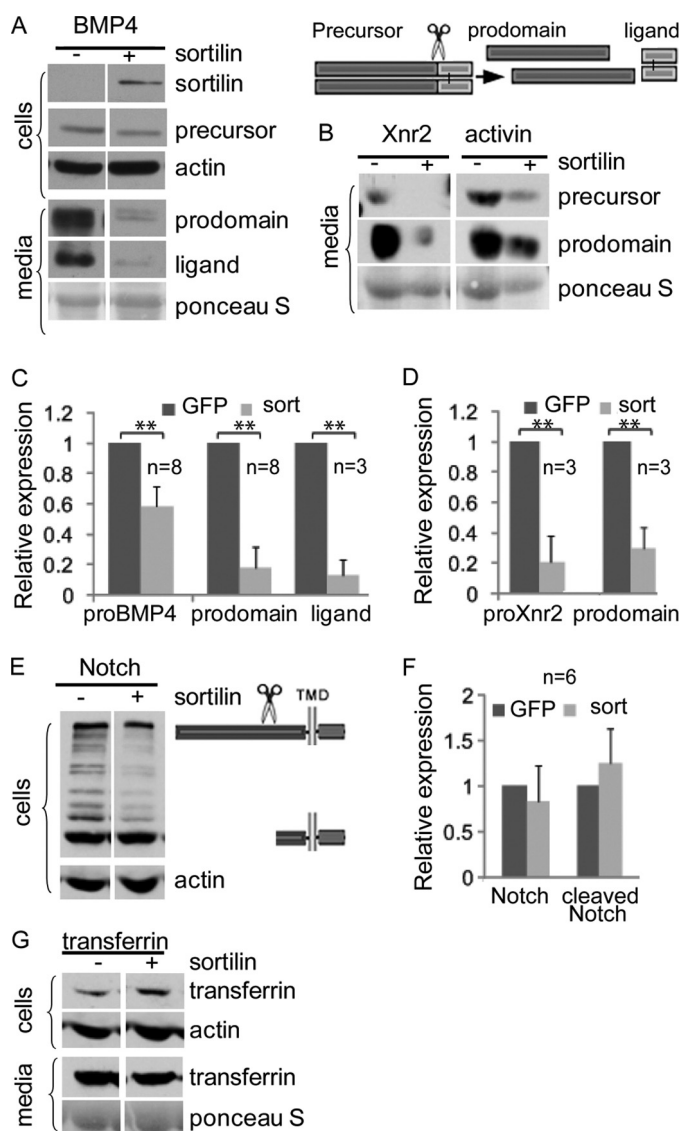 A
BMP4
- + sortilin
sortilin
precursor
actin
cells
prodomain
ligand
ponceau S
media
Precursor prodomain ligand
B
Xnr2 activin
- + - + sortilin
precursor
prodomain
ponceau S
media
C
GFP sort
Relative expression
1.2
1
0.8
0.6
0.4
0.2
0
** ** **
n=8 n=8 n=3
proBMP4 prodomain ligand
D
GFP sort
Relative expression
1.2
1
0.8
0.6
0.4
0.2
0
** **
n=3 n=3
proXnr2 prodomain
E
Notch
- + sortilin
TMD
cells
actin
F
n=6
GFP sort
Relative expression
2
1.5
1
0.5
0
Notch cleaved
Notch
G
transferrin
- + sortilin
transferrin
actin
cells
transferrin
ponceau S
media